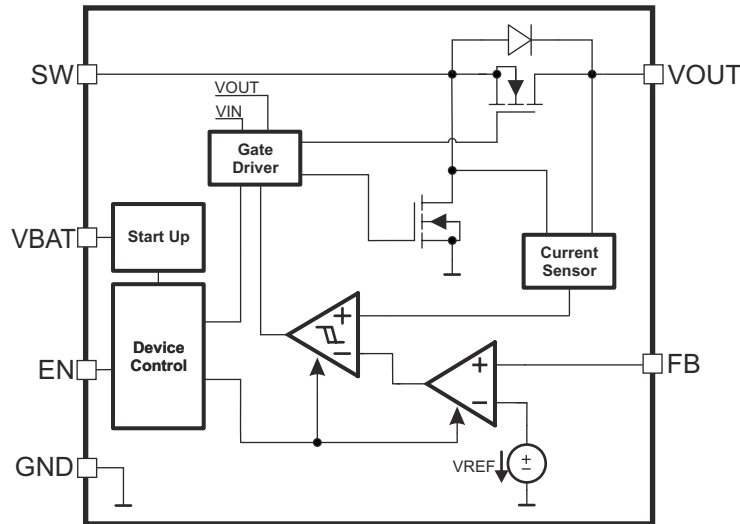 SW
VOUT
VOUT
VIN
Gate
Driver
VBAT
Start Up
Current
Sensor
Device
Control
EN
FB
GND
VREF
+
−
+
−
+
−